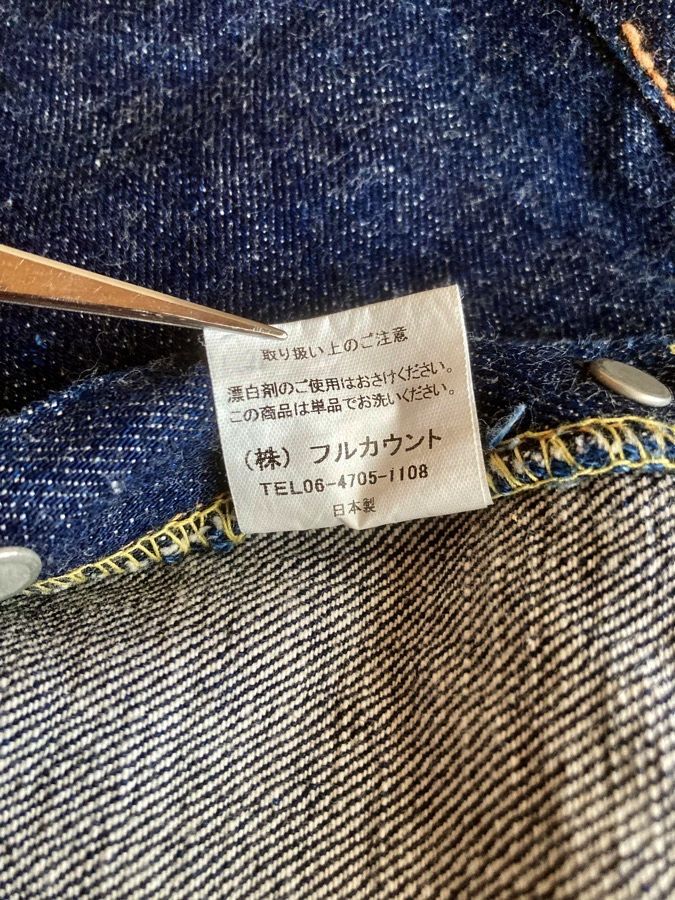 取り扱い上のご注意
漂白剤のご使用はおさけください。
この商品は単品でお洗いください。
（株）フルカウント
TEL06-4705-1108
日本製